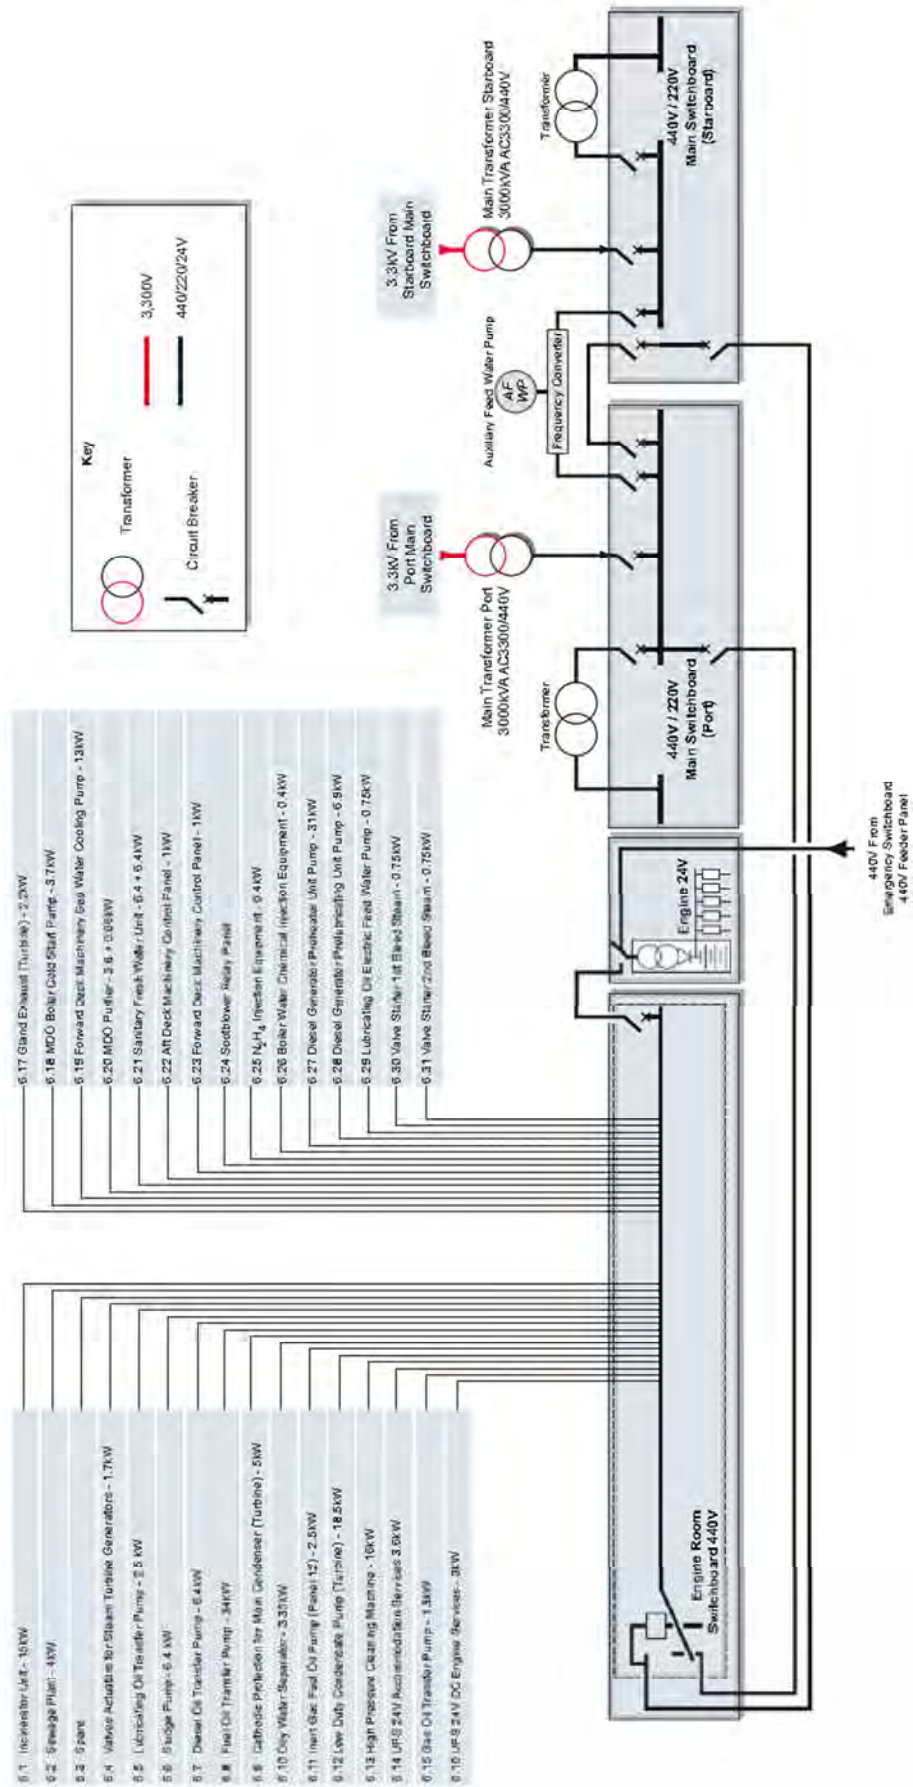 6.1 Incinerator Unit - 10kW
6.2 Sewage Plant - 4kW
6.3 Spare
6.4 Valves Actuator for Steam Turbine Generators - 1.7kW
6.5 Lubricating Oil Transfer Pump - 2.5 kW
6.6 Sludge Pump - 6.4 kW
6.7 Diesel Oil Transfer Pump - 6.4kW
6.8 Fuel Oil Transfer Pump - 34kW
6.9 Cathodic Protection for Main Condenser (Turbine) - 5kW
6.10 Oily Water Separator - 3.35kW
6.11 Inert Gas Fuel Oil Pump (Panel 12) - 2.5kW
6.12 Low Duty Condensate Pump (Turbine) - 18.5kW
6.13 High Pressure Cleaning Machine - 16kW
6.14 UPS 24V Accommodation Services 3.6kW
6.15 Gas Oil Transfer Pump - 1.3kW
6.16 UPS 24V DC Engine Services - 3kW
6.17 Gland Exhaust (Turbine) - 2.2kW
6.18 MDO Boiler Cold Start Pump - 3.7kW
6.19 Forward Deck Machinery Sea Water Cooling Pump - 13kW
6.20 MDO Purifier - 3.6 +
6.21 Sanitary Fresh Water Unit - 6.4 + 6.4kW
6.22 Aft Deck Machinery Control Panel - 1kW
6.23 Forward Deck Machinery Control Panel - 1kW
6.24 Sootblower Relay Panel
6.25 N2H4 Injection Equipment - 0.4kW
6.26 Boiler Water Chemical Injection Equipment - 0.4kW
6.27 Diesel Generator Preheater Unit Pump - 31kW
6.28 Diesel Generator Prelubricating Unit Pump - 6.9kW
6.29 Lubricating Oil Electric Feed Water Pump - 0.75kW
6.30 Valve Starter 1st Bleed Steam - 0.75kW
6.31 Valve Starter 2nd Bleed Steam - 0.75kW
Key
Transformer
3,300V
Circuit Breaker
440/220/24V
3.3kV From
Port Main
Switchboard
3.3kV From
Starboard Main
Switchboard
Main Transformer Port
3000kVA AC3300/440V
Main Transformer Starboard
3000kVA AC3300/440V
Auxiliary Feed Water Pump
AF
WP
Frequency Converter
Transformer
Transformer
Engine Room
Switchboard 440V
Engine 24V
440V / 220V
Main Switchboard
(Port)
440V / 220V
Main Switchboard
(Starboard)
440V From
Emergency Switchboard
440V Feeder Panel